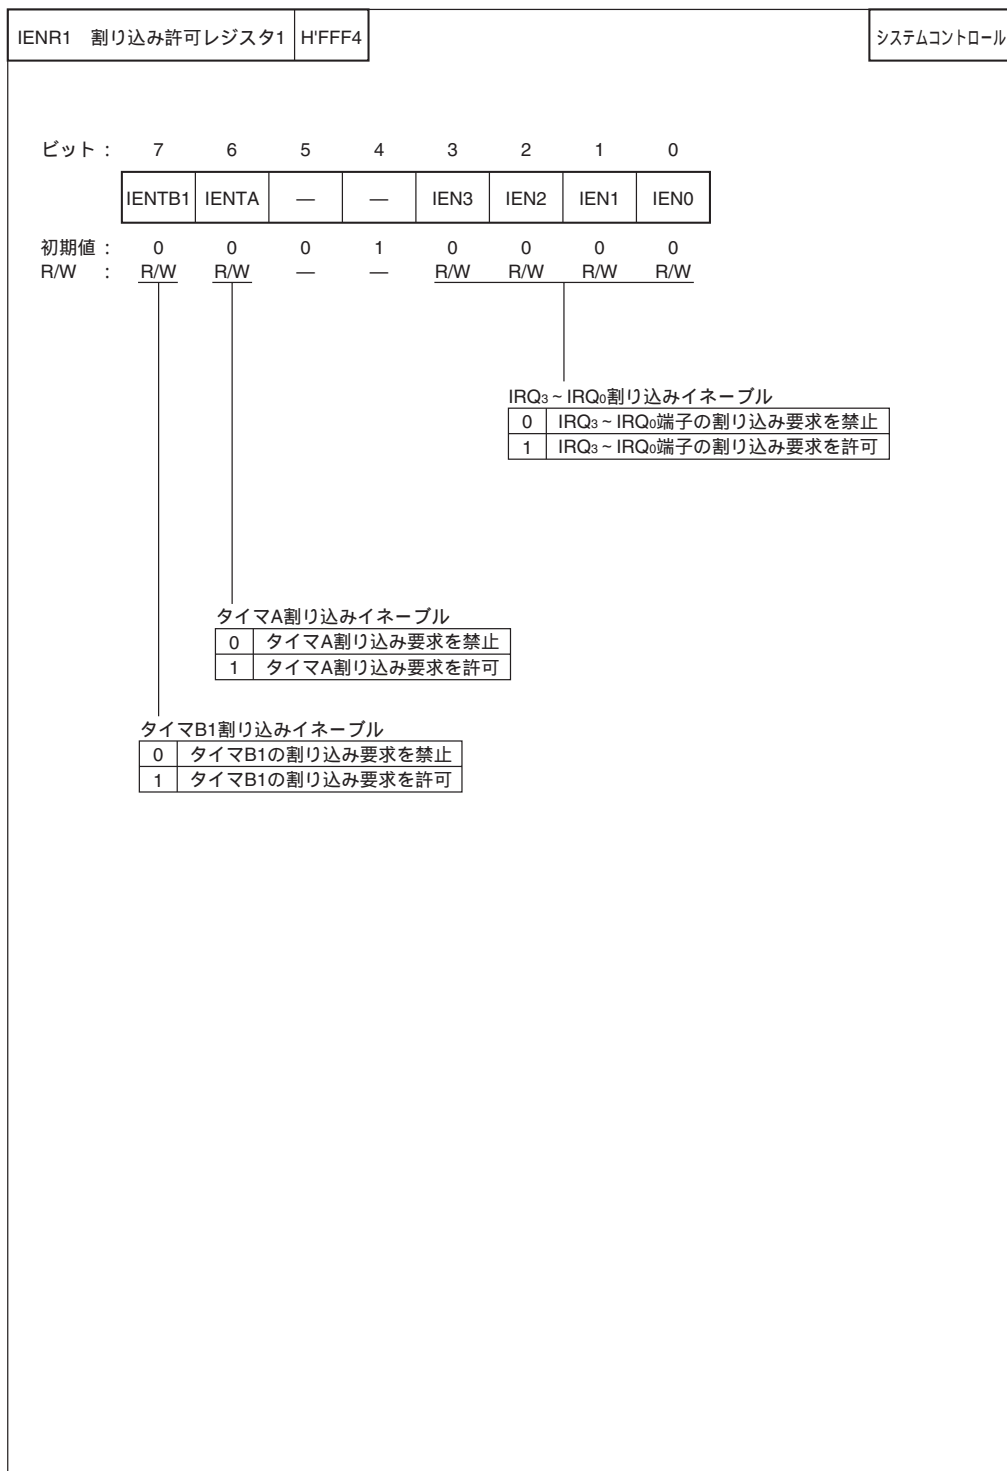 IENR1　割り込み許可レジスタ1 H'FFF4 システムコントロール
ビット： 7 6 5 4 3 2 1 0
IENTB1 IENTA — — IEN3 IEN2 IEN1 IEN0
初期値： 0 0 0 1 0 0 0 0
R/W ： R/W R/W — — R/W R/W R/W R/W
IRQ₃～IRQ₀割り込みイネーブル
0 IRQ₃～IRQ₀端子の割り込み要求を禁止
1 IRQ₃～IRQ₀端子の割り込み要求を許可
タイマA割り込みイネーブル
0 タイマA割り込み要求を禁止
1 タイマA割り込み要求を許可
タイマB1割り込みイネーブル
0 タイマB1の割り込み要求を禁止
1 タイマB1の割り込み要求を許可